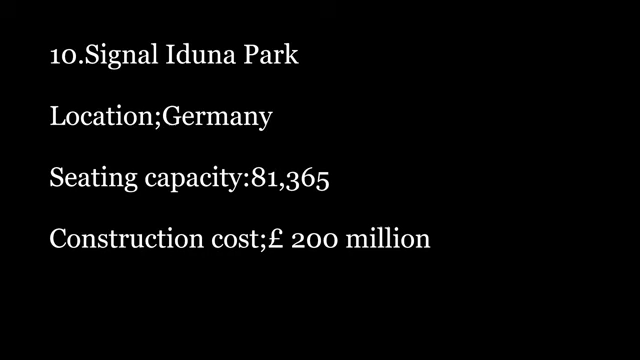 10.Signal Iduna Park
Location;Germany
Seating capacity:81,365
Construction cost;£ 200 million